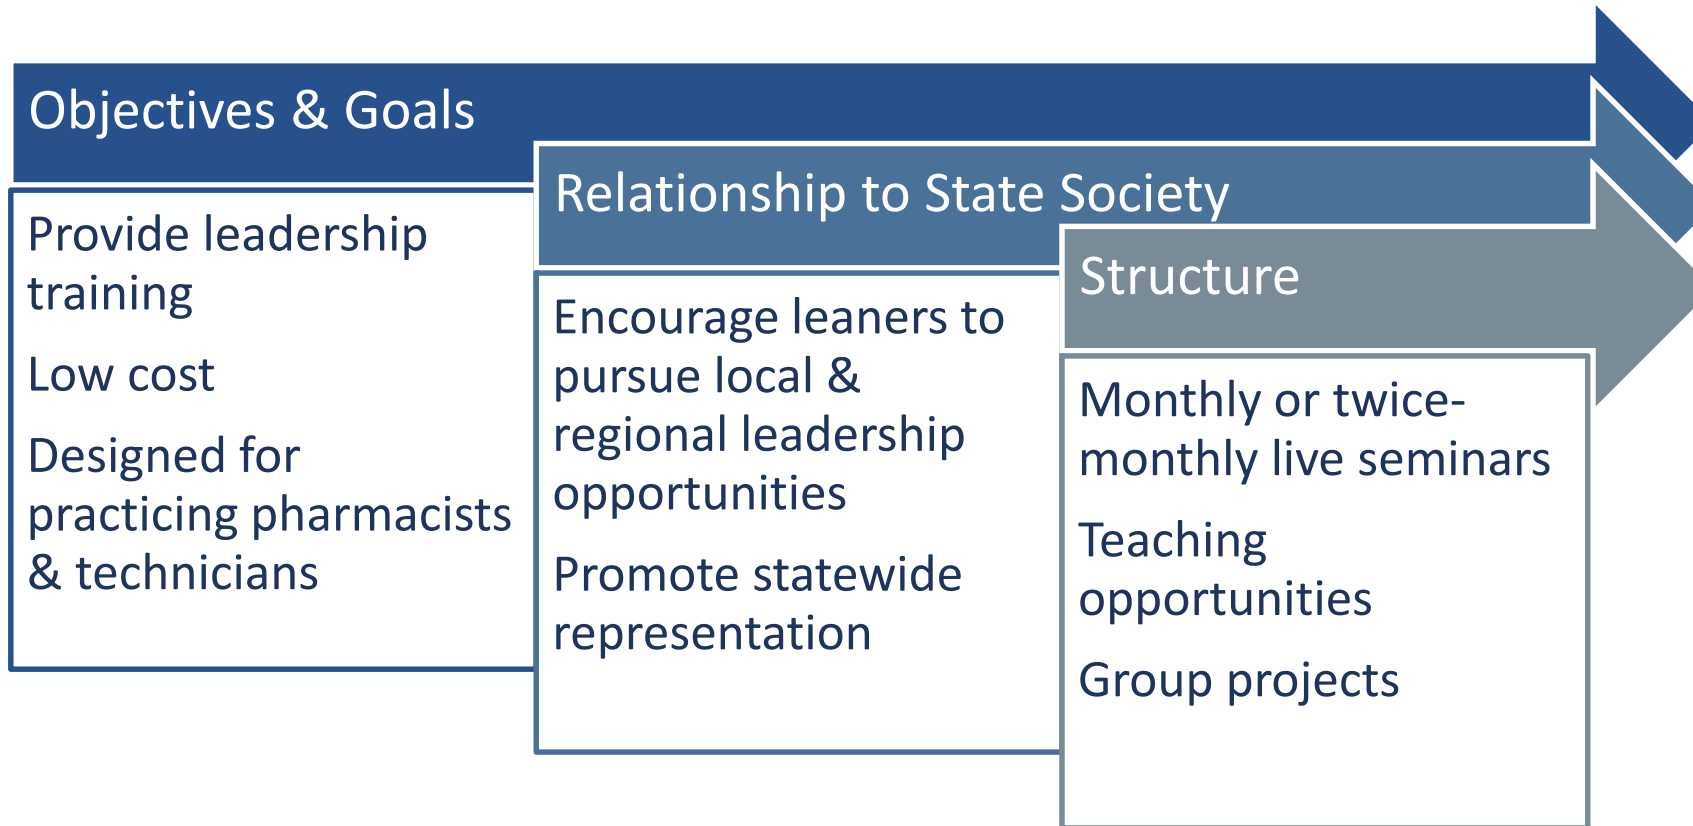 Objectives & Goals
Provide leadership
training
Low cost
Designed for
practicing pharmacists
& technicians
Relationship to State Society
Encourage leaners to
pursue local &
regional leadership
opportunities
Promote statewide
representation
Structure
Monthly or twice-
monthly live seminars
Teaching
opportunities
Group projects